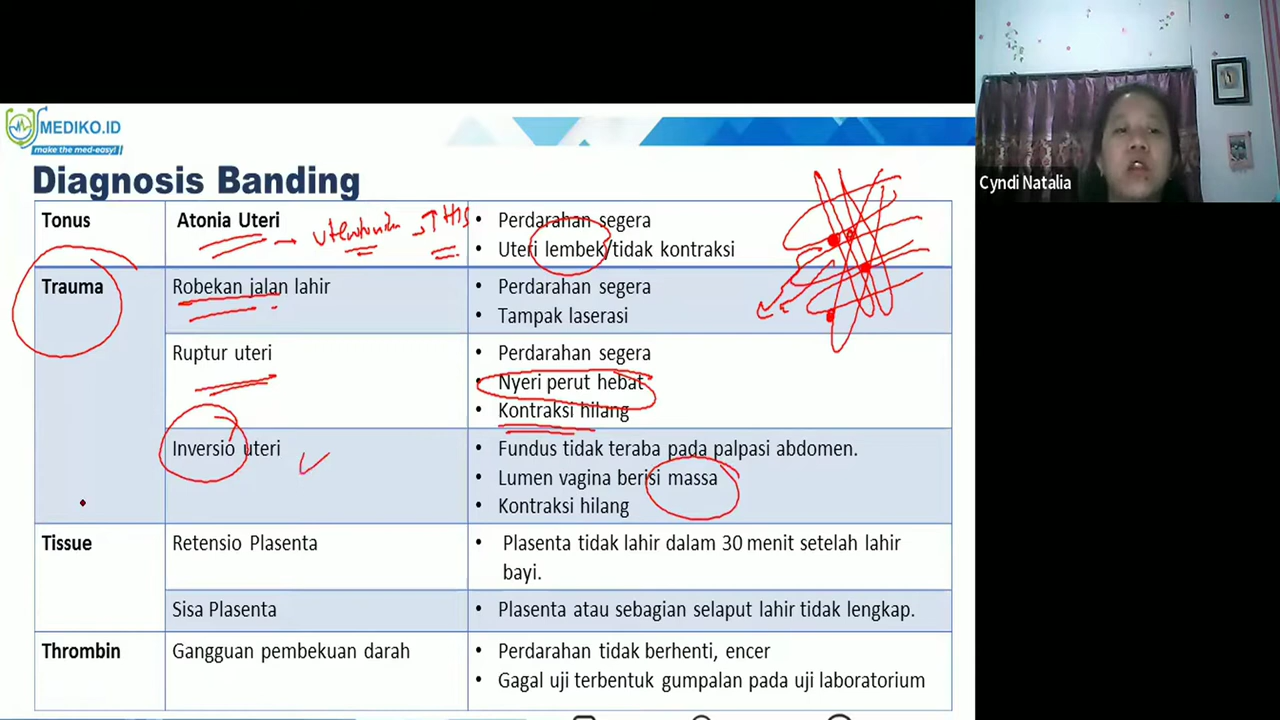 MEDIKO.ID
make the med-easy!
Diagnosis Banding
Cyndi Natalia
Tonus
Atonia Uteri
• Perdarahan segera
• Uteri lembek/tidak kontraksi
Trauma
Robekan jalan lahir
• Perdarahan segera
• Tampak laserasi
Ruptur uteri
• Perdarahan segera
• Nyeri perut hebat
• Kontraksi hilang
Inversio uteri
• Fundus tidak teraba pada palpasi abdomen.
• Lumen vagina berisi massa
• Kontraksi hilang
Tissue
Retensio Plasenta
• Plasenta tidak lahir dalam 30 menit setelah lahir
bayi.
Sisa Plasenta
• Plasenta atau sebagian selaput lahir tidak lengkap.
Thrombin
Gangguan pembekuan darah
• Perdarahan tidak berhenti, encer
• Gagal uji terbentuk gumpalan pada uji laboratorium